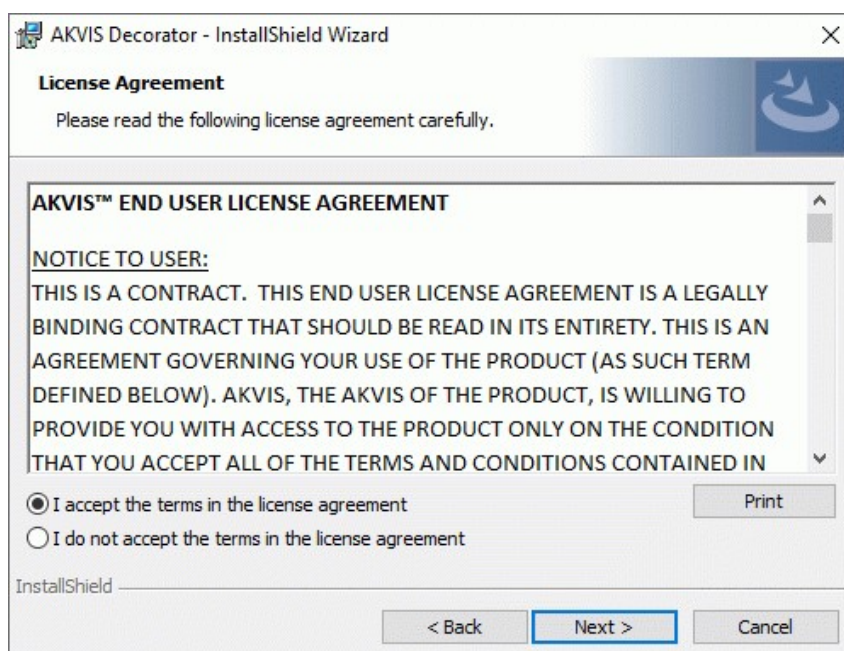 AKVIS Decorator - InstallShield Wizard
License Agreement
Please read the following license agreement carefully.
AKVIS™ END USER LICENSE AGREEMENT
NOTICE TO USER:
THIS IS A CONTRACT.  THIS END USER LICENSE AGREEMENT IS A LEGALLY
BINDING CONTRACT THAT SHOULD BE READ IN ITS ENTIRETY. THIS IS AN
AGREEMENT GOVERNING YOUR USE OF THE PRODUCT (AS SUCH TERM
DEFINED BELOW). AKVIS, THE AKVIS OF THE PRODUCT, IS WILLING TO
PROVIDE YOU WITH ACCESS TO THE PRODUCT ONLY ON THE CONDITION
THAT YOU ACCEPT ALL OF THE TERMS AND CONDITIONS CONTAINED IN
I accept the terms in the license agreement
Print
I do not accept the terms in the license agreement
InstallShield
< Back
Next >
Cancel